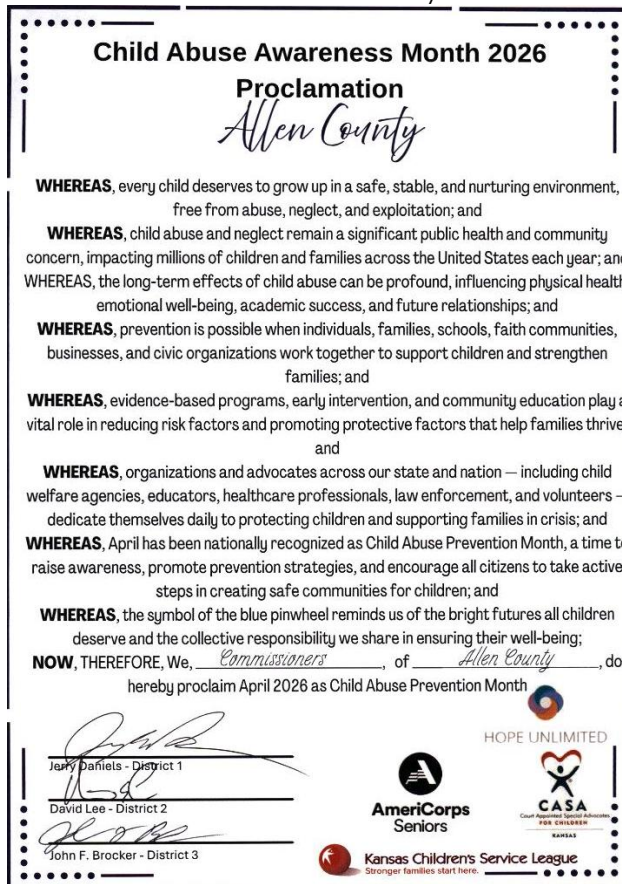 Child Abuse Awareness Month 2026
Proclamation
Allen County
WHEREAS, every child deserves to grow up in a safe, stable, and nurturing environment,
free from abuse, neglect, and exploitation; and
WHEREAS, child abuse and neglect remain a significant public health and community
concern, impacting millions of children and families across the United States each year; and
WHEREAS, the long-term effects of child abuse can be profound, influencing physical health
emotional well-being, academic success, and future relationships; and
WHEREAS, prevention is possible when individuals, families, schools, faith communities,
businesses, and civic organizations work together to support children and strengthen
families; and
WHEREAS, evidence-based programs, early intervention, and community education play a
vital role in reducing risk factors and promoting protective factors that help families thrive
and
WHEREAS, organizations and advocates across our state and nation — including child
welfare agencies, educators, healthcare professionals, law enforcement, and volunteers –
dedicate themselves daily to protecting children and supporting families in crisis; and
WHEREAS, April has been nationally recognized as Child Abuse Prevention Month, a time to
raise awareness, promote prevention strategies, and encourage all citizens to take active
steps in creating safe communities for children; and
WHEREAS, the symbol of the blue pinwheel reminds us of the bright futures all children
deserve and the collective responsibility we share in ensuring their well-being;
NOW, THEREFORE, We, Commissioners, of Allen County, do
hereby proclaim April 2026 as Child Abuse Prevention Month
HOPE UNLIMITED
Jerry Daniels - District 1
David Lee - District 2
John F. Brocker - District 3
AmeriCorps
Seniors
CASA
Court Appointed Special Advocates
FOR CHILDREN
KANSAS
Kansas Children's Service League
Stronger families start here.